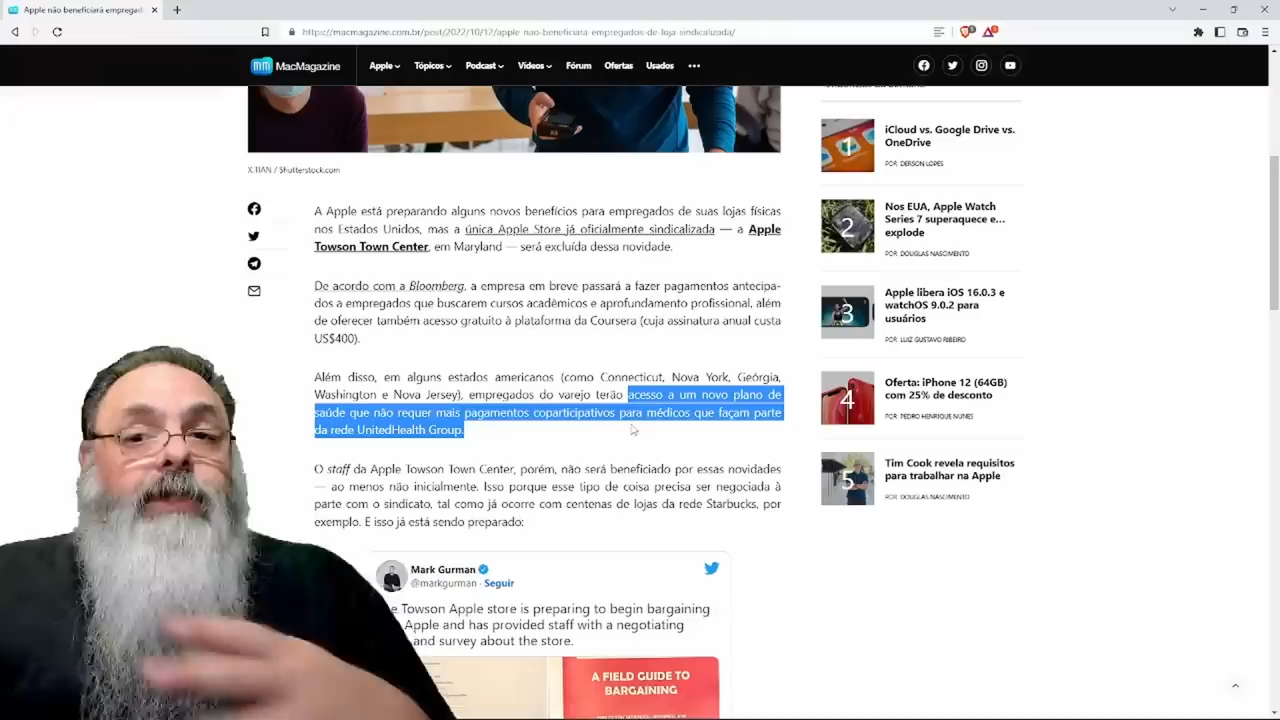 Apple não beneficiará empregad
https://macmagazine.com.br/post/2022/10/12/apple-nao-beneficiara-empregados-de-loja-sindicalizada/
MacMagazine
Apple
Tópicos
Podcast
Vídeos
Fórum
Ofertas
Usados
X.TIAN / Shutterstock.com
A Apple está preparando alguns novos benefícios para empregados de suas lojas físicas
nos Estados Unidos, mas a única Apple Store já oficialmente sindicalizada — a Apple
Towson Town Center, em Maryland — será excluída dessa novidade.
De acordo com a Bloomberg, a empresa em breve passará a fazer pagamentos antecipa-
dos a empregados que buscarem cursos acadêmicos e aprofundamento profissional, além
de oferecer também acesso gratuito à plataforma da Coursera (cuja assinatura anual custa
US$400).
Além disso, em alguns estados americanos (como Connecticut, Nova York, Geórgia,
Washington e Nova Jersey), empregados do varejo terão acesso a um novo plano de
saúde que não requer mais pagamentos coparticipativos para médicos que façam parte
da rede UnitedHealth Group.
O staff da Apple Towson Town Center, porém, não será beneficiado por essas novidades
— ao menos não inicialmente. Isso porque esse tipo de coisa precisa ser negociada à
parte com o sindicato, tal como já ocorre com centenas de lojas da rede Starbucks, por
exemplo. E isso já está sendo preparado:
Mark Gurman
@markgurman · Seguir
Towson Apple store is preparing to begin bargaining
Apple and has provided staff with a negotiating
and survey about the store.
A FIELD GUIDE TO
BARGAINING
1
iCloud vs. Google Drive vs.
OneDrive
POR DERSON LOPES
2
Nos EUA, Apple Watch
Series 7 superaquece e...
explode
POR DOUGLAS NASCIMENTO
3
Apple libera iOS 16.0.3 e
watchOS 9.0.2 para
usuários
POR LUIZ GUSTAVO RIBEIRO
4
Oferta: iPhone 12 (64GB)
com 25% de desconto
POR PEDRO HENRIQUE NUNES
5
Tim Cook revela requisitos
para trabalhar na Apple
POR DOUGLAS NASCIMENTO